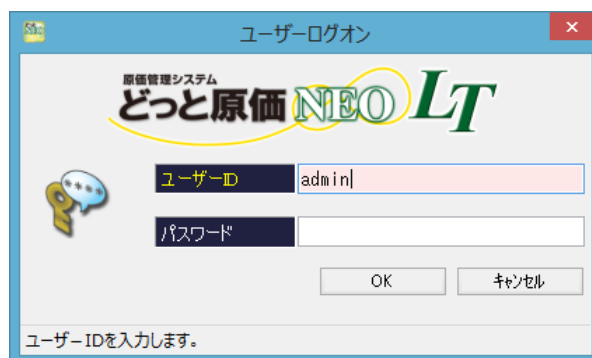 ユーザーログオン
原価管理システム
どっと原価 NEO LT
ユーザーID admin
パスワード
OK キャンセル
ユーザーIDを入力します。